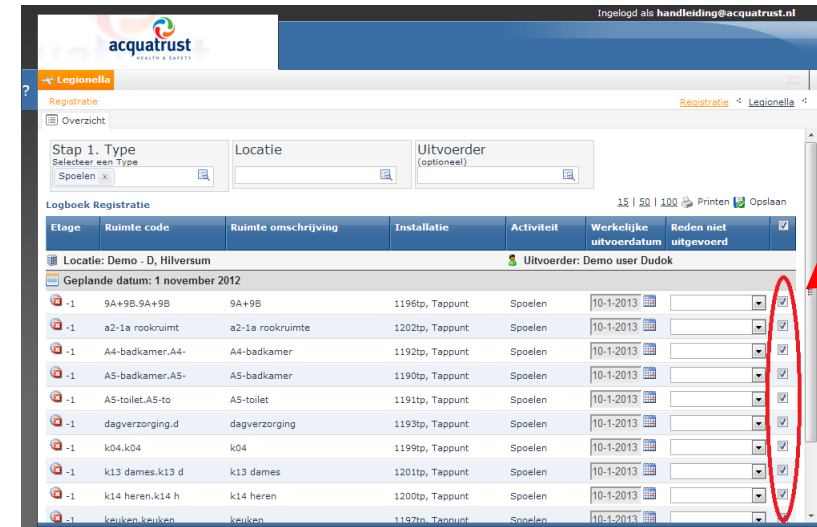 Ingelogd als handleiding@acquatrust.nl
acquatrust
HEALTH & SAFETY
Legionella
?
Registratie
Registratie Legionella
Overzicht
Stap 1. Type Locatie Uitvoerder
Selecteer een Type (optioneel)
Spoelen x
Logboek Registratie 15 | 50 | 100 Printen Opslaan
Etage Ruimte code Ruimte omschrijving Installatie Activiteit Werkelijke uitvoerdatum Reden niet uitgevoerd
Locatie: Demo - D, Hilversum Uitvoerder: Demo user Dudok
Geplande datum: 1 november 2012
-1 9A+9B.9A+9B 9A+9B 1196tp, Tappunt Spoelen 10-1-2013
-1 a2-1a rookruimt a2-1a rookruimte 1202tp, Tappunt Spoelen 10-1-2013
-1 A4-badkamer.A4- A4-badkamer 1192tp, Tappunt Spoelen 10-1-2013
-1 A5-badkamer.A5- A5-badkamer 1190tp, Tappunt Spoelen 10-1-2013
-1 A5-toilet.A5-to A5-toilet 1191tp, Tappunt Spoelen 10-1-2013
-1 dagverzorging.d dagverzorging 1193tp, Tappunt Spoelen 10-1-2013
-1 k04.k04 k04 1199tp, Tappunt Spoelen 10-1-2013
-1 k13 dames.k13 d k13 dames 1201tp, Tappunt Spoelen 10-1-2013
-1 k14 heren.k14 h k14 heren 1200tp, Tappunt Spoelen 10-1-2013
-1 keuken.keuken keuken 1197tp, Tappunt Spoelen 10-1-2013